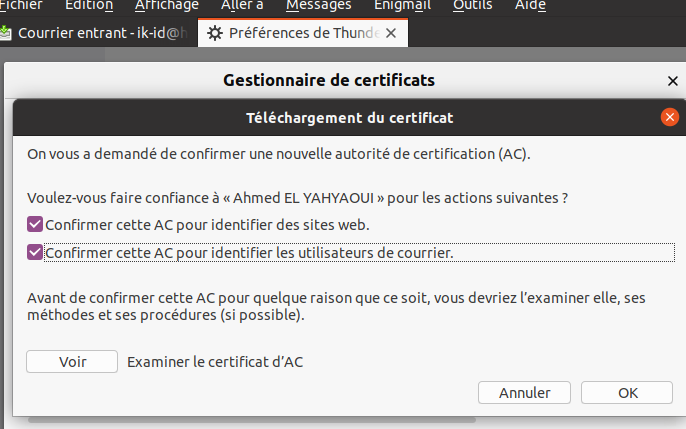 Fichier Edition Affichage Aller à Messages Enigmail Outils Aide
Courrier entrant - ik-id@h
Préférences de Thunde
Gestionnaire de certificats
Téléchargement du certificat
On vous a demandé de confirmer une nouvelle autorité de certification (AC).
Voulez-vous faire confiance à « Ahmed EL YAHYAOUI » pour les actions suivantes ?
Confirmer cette AC pour identifier des sites web.
Confirmer cette AC pour identifier les utilisateurs de courrier.
Avant de confirmer cette AC pour quelque raison que ce soit, vous devriez l’examiner elle, ses
méthodes et ses procédures (si possible).
Voir Examiner le certificat d’AC
Annuler OK